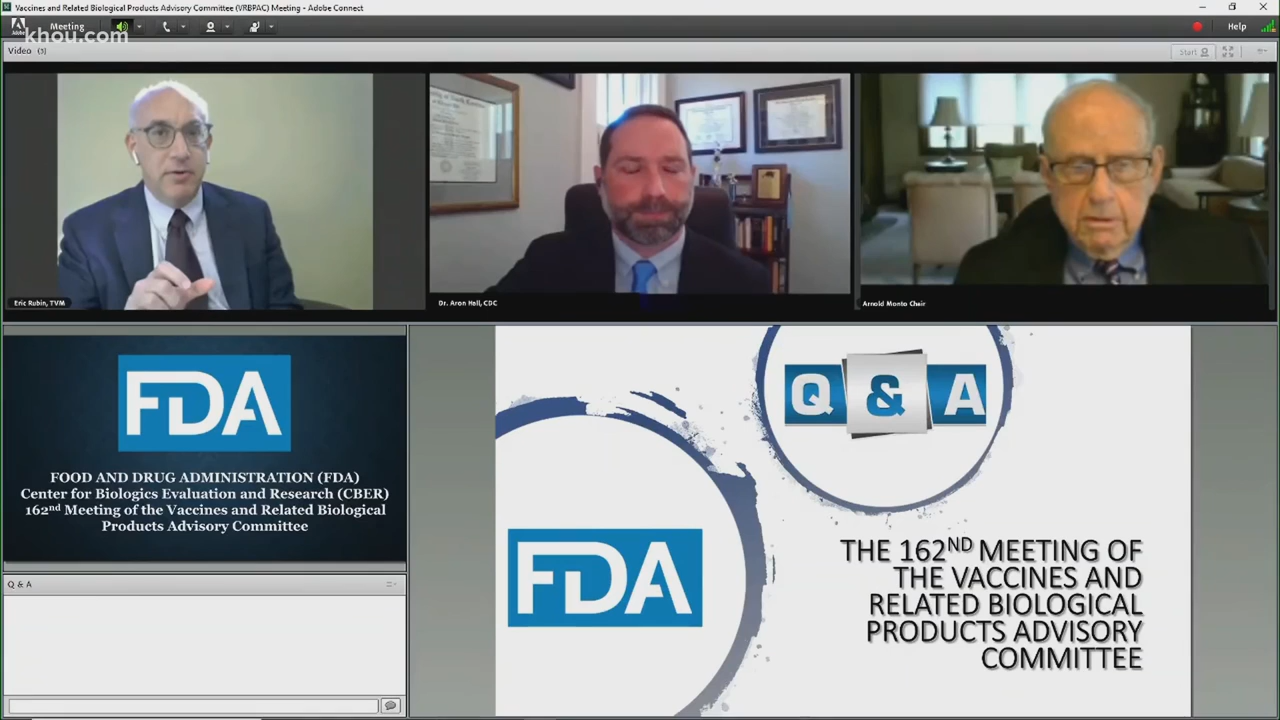 Vaccines and Related Biological Products Advisory Committee (VRBPAC) Meeting - Adobe Connect
Meeting
Help
khou.com
Adobe
Video (3)
Start
Eric Rubin, TVM
Dr. Aron Hall, CDC
Arnold Monto Chair
FDA
FOOD AND DRUG ADMINISTRATION (FDA)
Center for Biologics Evaluation and Research (CBER)
162nd Meeting of the Vaccines and Related Biological
Products Advisory Committee
Q & A
Q & A
FDA
THE 162ND MEETING OF
THE VACCINES AND
RELATED BIOLOGICAL
PRODUCTS ADVISORY
COMMITTEE